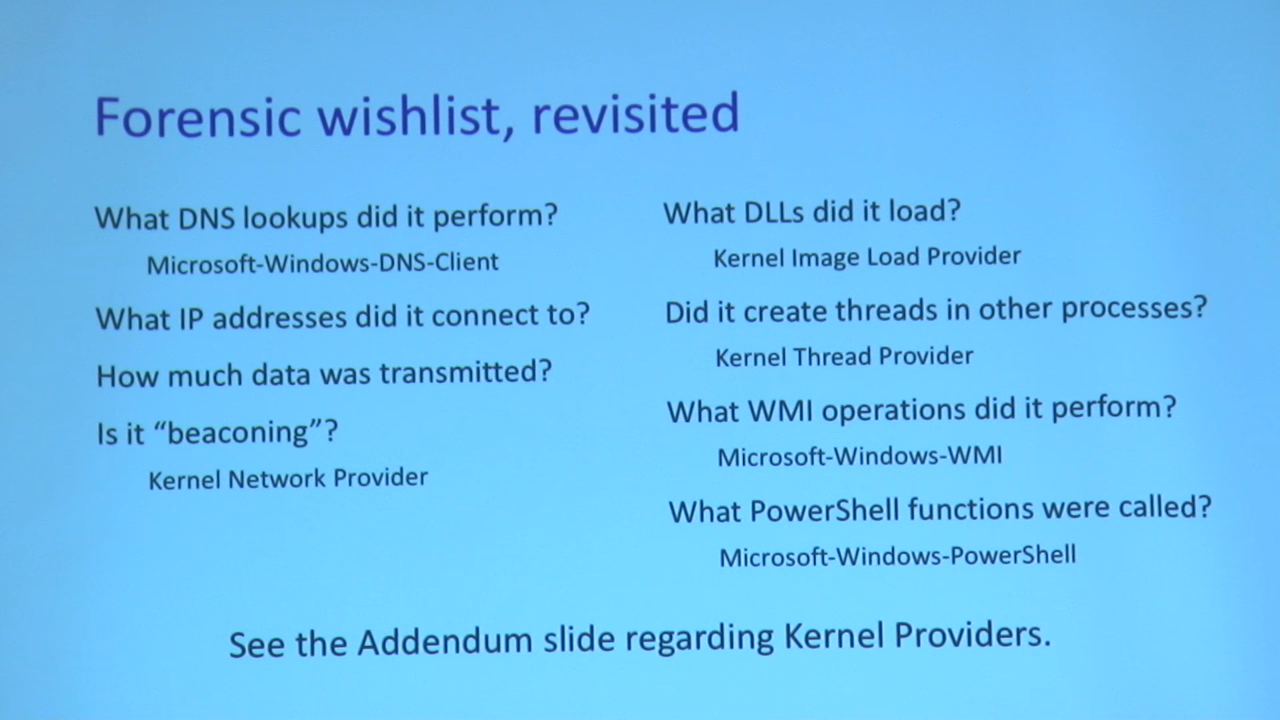 Forensic wishlist, revisited
What DNS lookups did it perform?
Microsoft-Windows-DNS-Client
What IP addresses did it connect to?
How much data was transmitted?
Is it “beaconing”?
Kernel Network Provider
What DLLs did it load?
Kernel Image Load Provider
Did it create threads in other processes?
Kernel Thread Provider
What WMI operations did it perform?
Microsoft-Windows-WMI
What PowerShell functions were called?
Microsoft-Windows-PowerShell
See the Addendum slide regarding Kernel Providers.